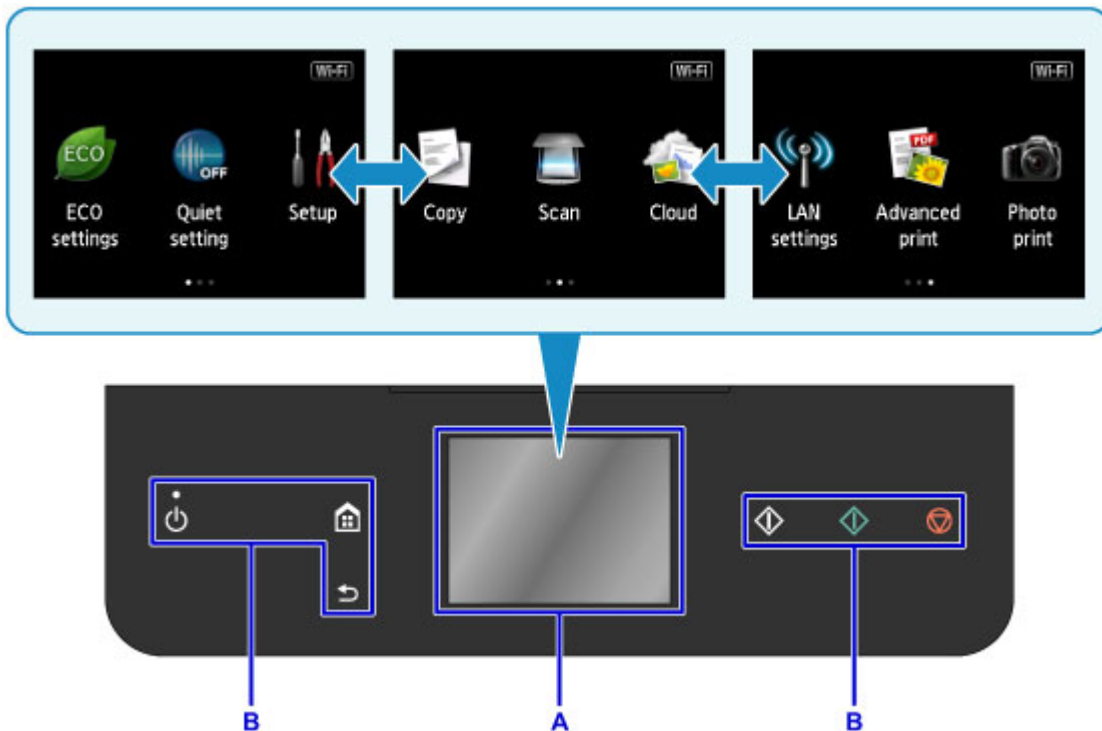 Wi-Fi
ECO
OFF
ECO
settings
Quiet
setting
Setup
Wi-Fi
Copy
Scan
Cloud
Wi-Fi
PDF
LAN
settings
Advanced
print
Photo
print
B
A
B